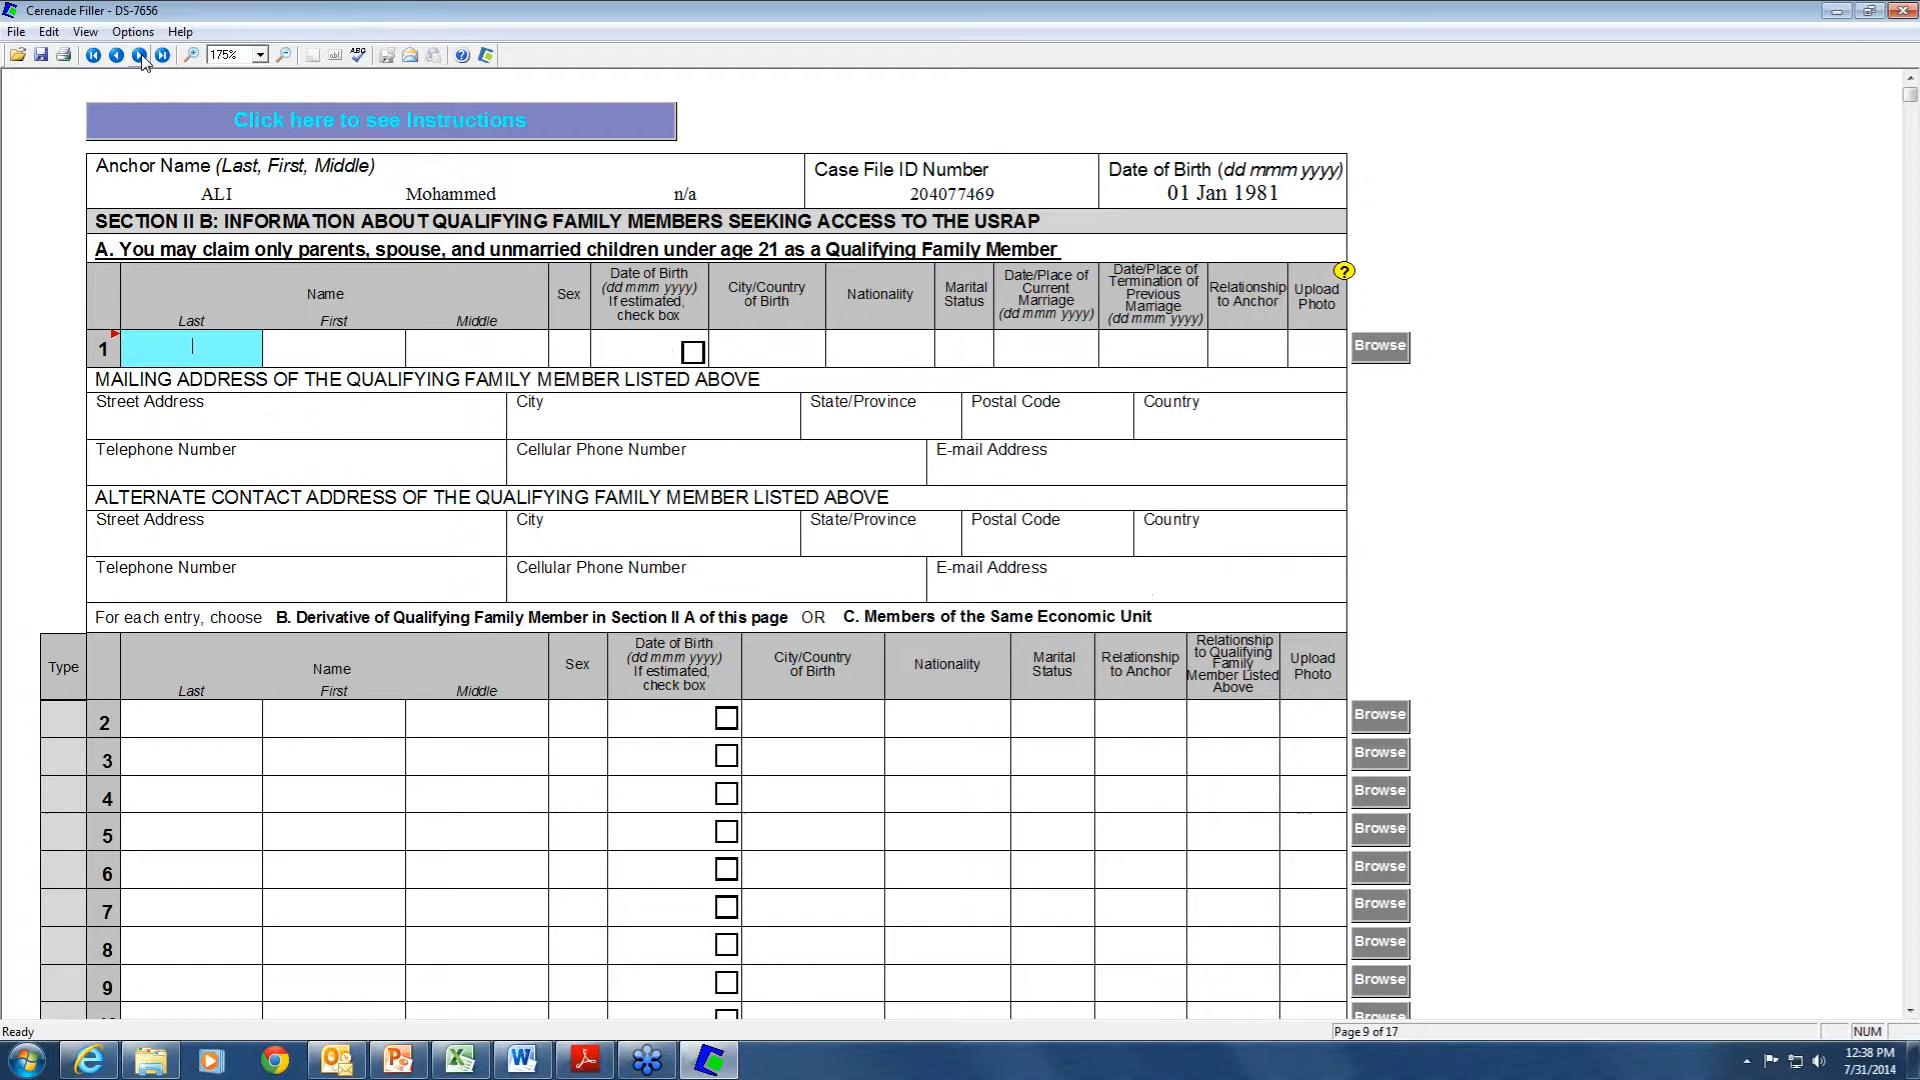 Cerenade Filler - DS-7656
File Edit View Options Help
175% ABC
Click here to see Instructions
Anchor Name (Last, First, Middle) Case File ID Number Date of Birth (dd mmm yyyy)
ALI Mohammed n/a 204077469 01 Jan 1981
SECTION II B: INFORMATION ABOUT QUALIFYING FAMILY MEMBERS SEEKING ACCESS TO THE USRAP
A. You may claim only parents, spouse, and unmarried children under age 21 as a Qualifying Family Member
Name
Last First Middle
Sex
Date of Birth
(dd mmm yyyy)
If estimated,
check box
City/Country
of Birth
Nationality
Marital
Status
Date/Place of
Current
Marriage
(dd mmm yyyy)
Date/Place of
Termination of
Previous
Marriage
(dd mmm yyyy)
Relationship
to Anchor
Upload
Photo
?
1 Browse
MAILING ADDRESS OF THE QUALIFYING FAMILY MEMBER LISTED ABOVE
Street Address City State/Province Postal Code Country
Telephone Number Cellular Phone Number E-mail Address
ALTERNATE CONTACT ADDRESS OF THE QUALIFYING FAMILY MEMBER LISTED ABOVE
Street Address City State/Province Postal Code Country
Telephone Number Cellular Phone Number E-mail Address
For each entry, choose B. Derivative of Qualifying Family Member in Section II A of this page OR C. Members of the Same Economic Unit
Type
Name
Last First Middle
Sex
Date of Birth
(dd mmm yyyy)
If estimated,
check box
City/Country
of Birth
Nationality
Marital
Status
Relationship
to Anchor
Relationship
to Qualifying
Family
Member Listed
Above
Upload
Photo
2 Browse
3 Browse
4 Browse
5 Browse
6 Browse
7 Browse
8 Browse
9 Browse
Browse
Ready Page 9 of 17 NUM
12:38 PM
7/31/2014